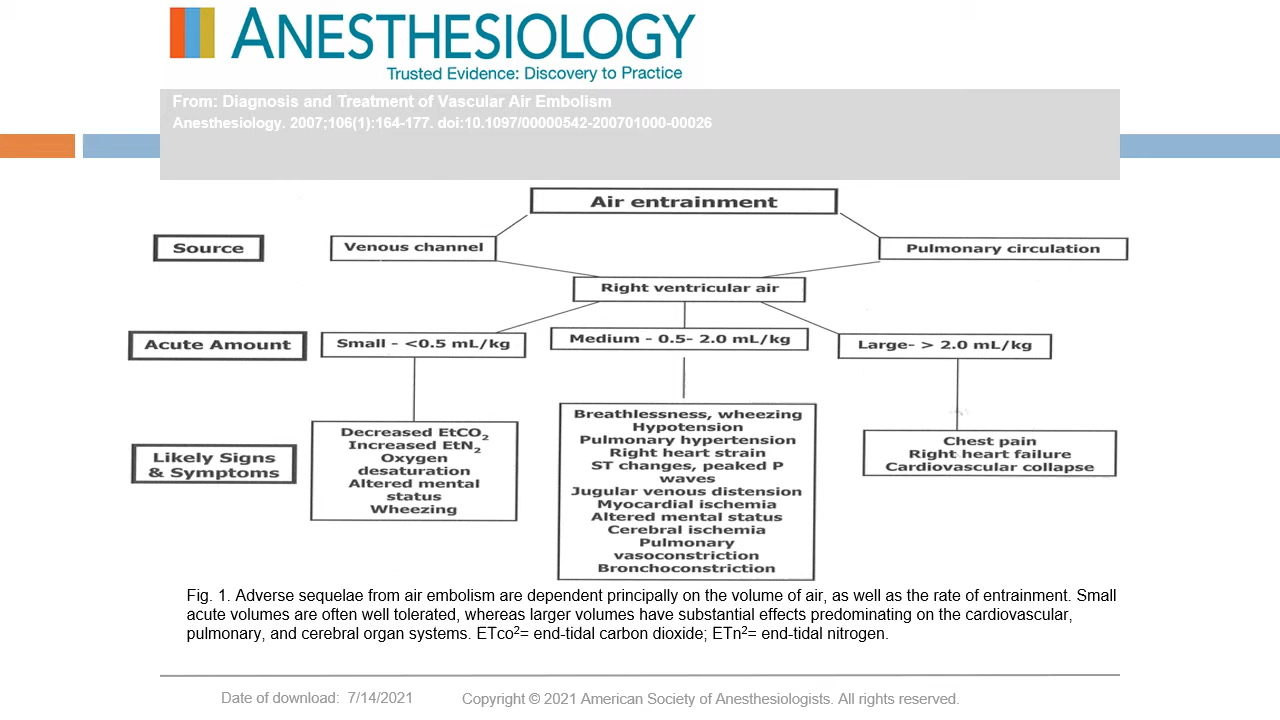 ANESTHESIOLOGY
Trusted Evidence: Discovery to Practice
From: Diagnosis and Treatment of Vascular Air Embolism
Anesthesiology. 2007;106(1):164-177. doi:10.1097/00000542-200701000-00026
Air entrainment
Source
Venous channel
Pulmonary circulation
Right ventricular air
Acute Amount
Small - <0.5 mL/kg
Medium - 0.5- 2.0 mL/kg
Large- > 2.0 mL/kg
Likely Signs
& Symptoms
Decreased EtCO2
Increased EtN2
Oxygen
desaturation
Altered mental
status
Wheezing
Breathlessness, wheezing
Hypotension
Pulmonary hypertension
Right heart strain
ST changes, peaked P
waves
Jugular venous distension
Myocardial ischemia
Altered mental status
Cerebral ischemia
Pulmonary
vasoconstriction
Bronchoconstriction
Chest pain
Right heart failure
Cardiovascular collapse
Fig. 1. Adverse sequelae from air embolism are dependent principally on the volume of air, as well as the rate of entrainment. Small
acute volumes are often well tolerated, whereas larger volumes have substantial effects predominating on the cardiovascular,
pulmonary, and cerebral organ systems. ETco2= end-tidal carbon dioxide; ETn2= end-tidal nitrogen.
Date of download: 7/14/2021
Copyright © 2021 American Society of Anesthesiologists. All rights reserved.